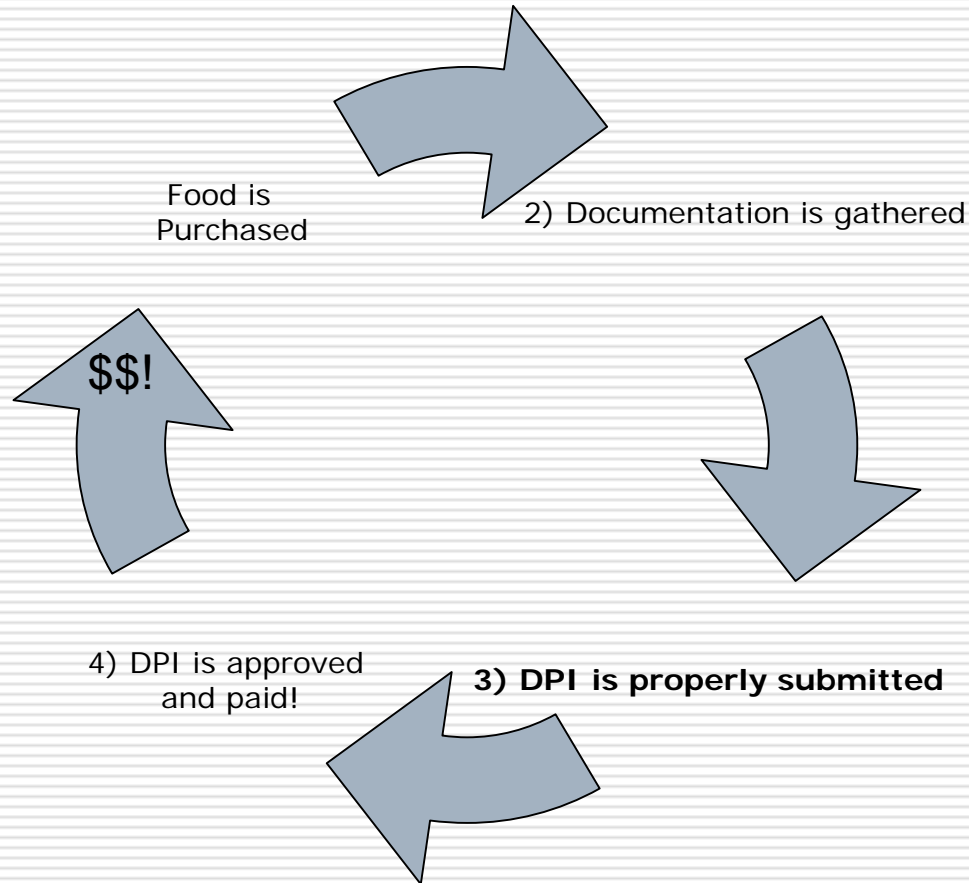 Food is
Purchased
2) Documentation is gathered
$$!
4) DPI is approved
and paid!
3) DPI is properly submitted